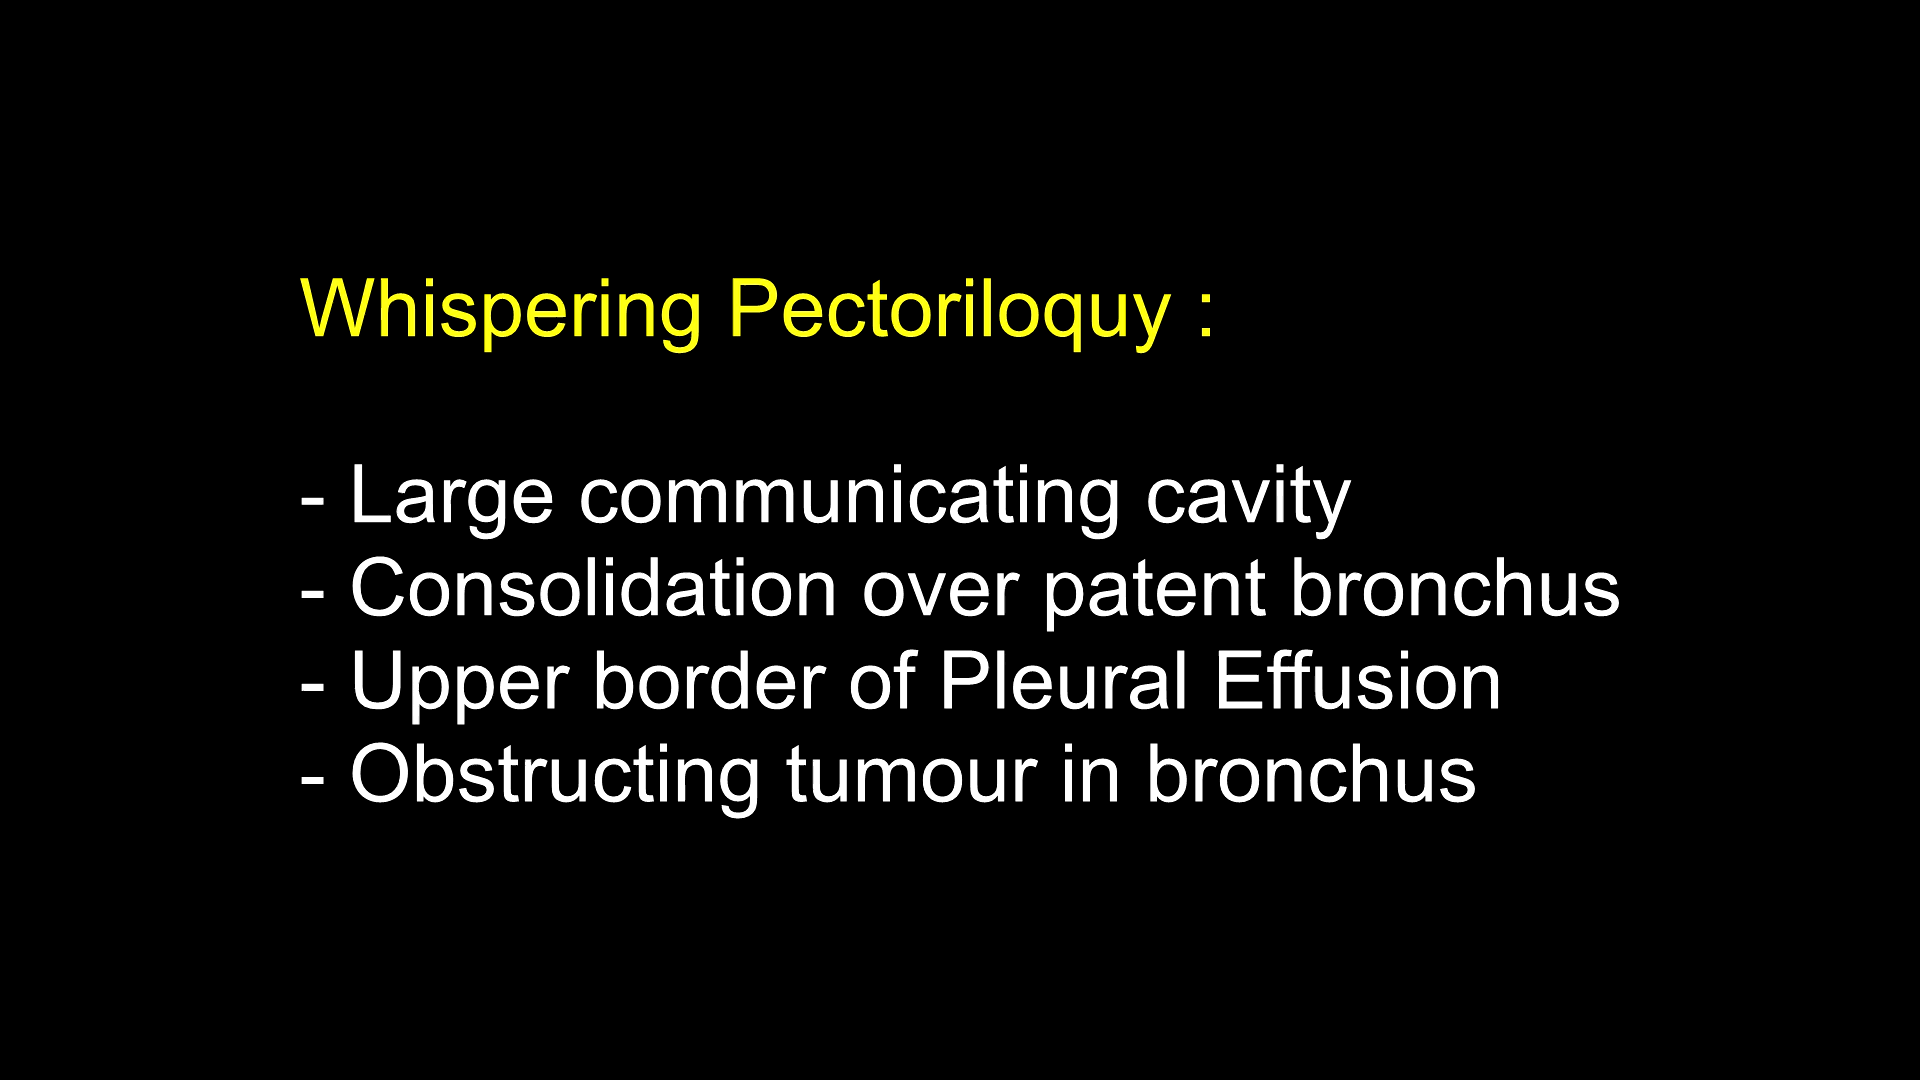 Whispering Pectoriloquy :
- Large communicating cavity
- Consolidation over patent bronchus
- Upper border of Pleural Effusion
- Obstructing tumour in bronchus